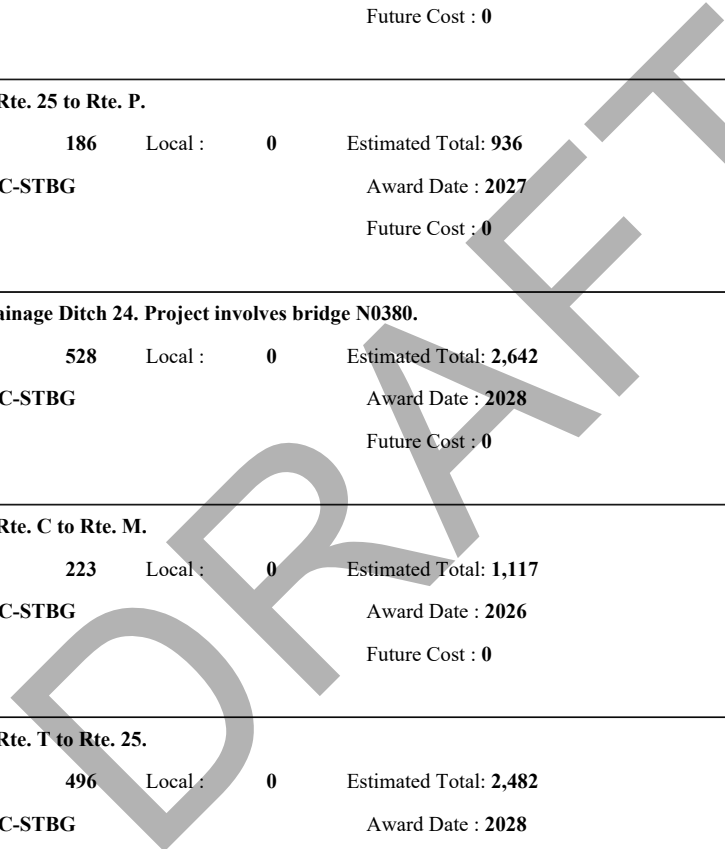 Future Cost : 0
Rte. 25 to Rte. P.
186 Local : 0 Estimated Total: 936
C-STBG Award Date : 2027
Future Cost : 0
ainage Ditch 24. Project involves bridge N0380.
528 Local : 0 Estimated Total: 2,642
C-STBG Award Date : 2028
Future Cost : 0
Rte. C to Rte. M.
223 Local : 0 Estimated Total: 1,117
C-STBG Award Date : 2026
Future Cost : 0
Rte. T to Rte. 25.
496 Local : 0 Estimated Total: 2,482
C-STBG Award Date : 2028
DRAFT